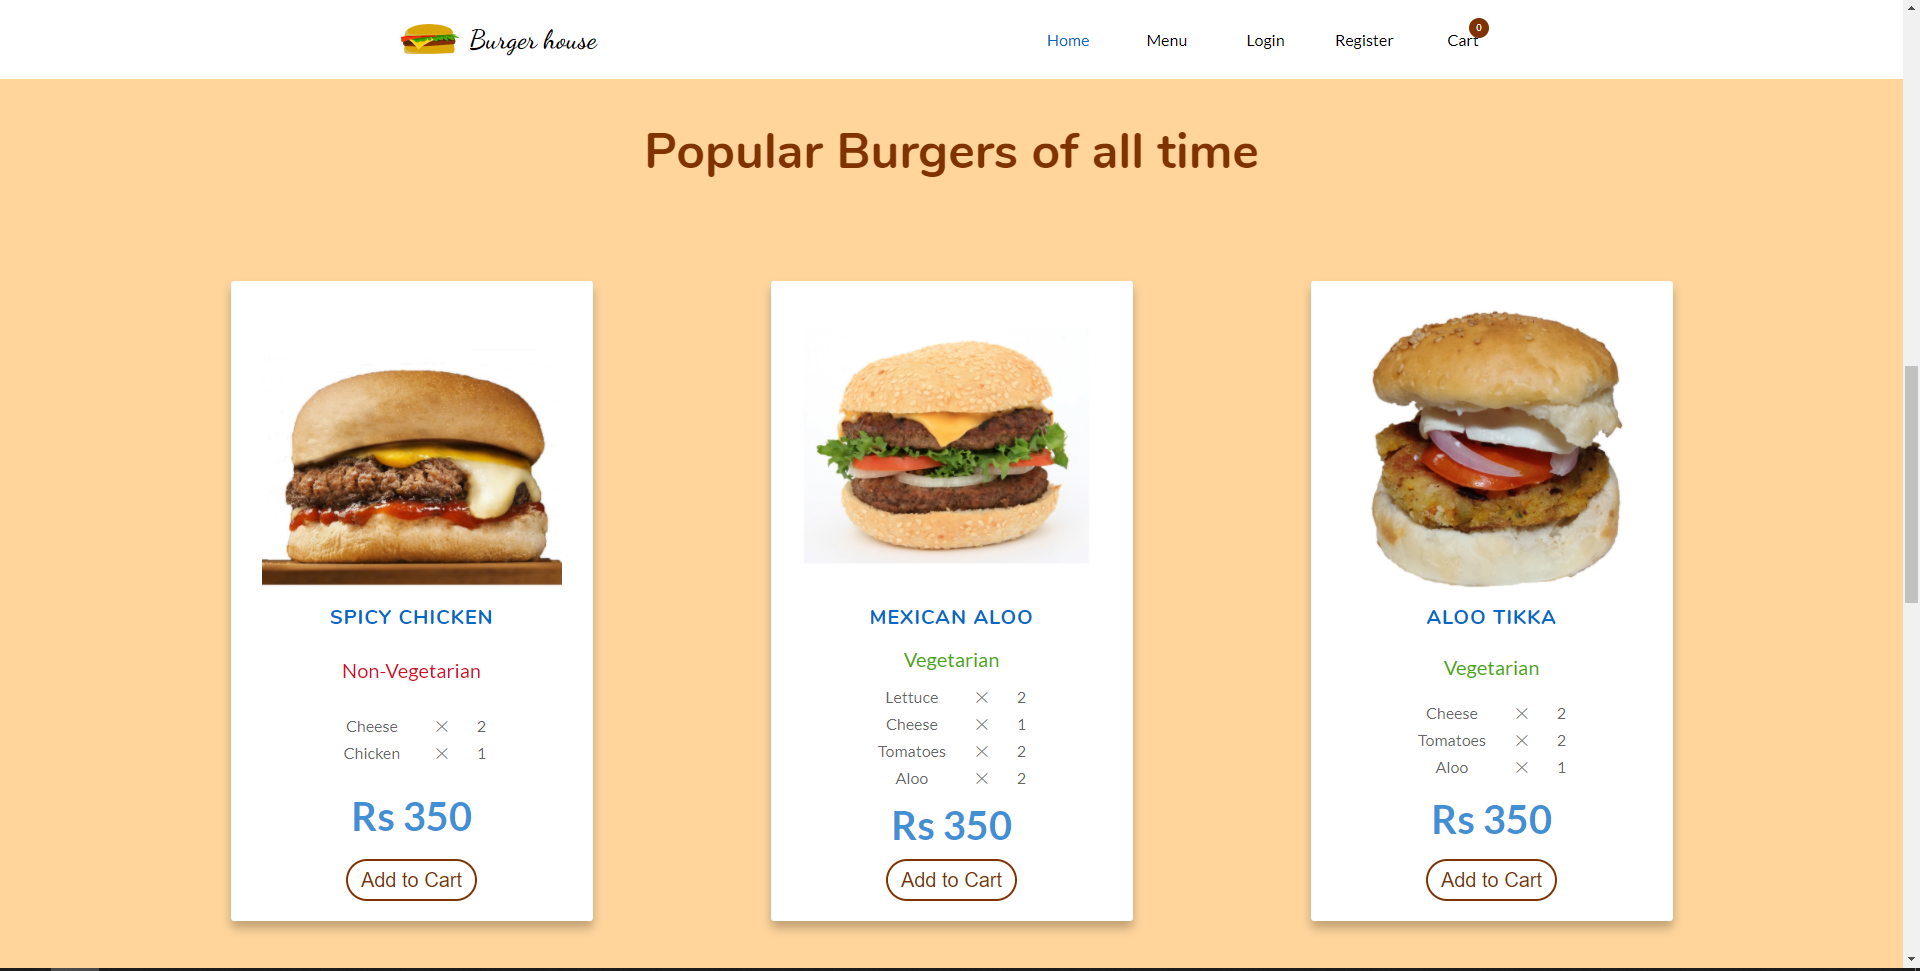 Burger house
Home Menu Login Register Cart 0
Popular Burgers of all time
SPICY CHICKEN
Non-Vegetarian
Cheese × 2
Chicken × 1
Rs 350
Add to Cart
MEXICAN ALOO
Vegetarian
Lettuce × 2
Cheese × 1
Tomatoes × 2
Aloo × 2
Rs 350
Add to Cart
ALOO TIKKA
Vegetarian
Cheese × 2
Tomatoes × 2
Aloo × 1
Rs 350
Add to Cart